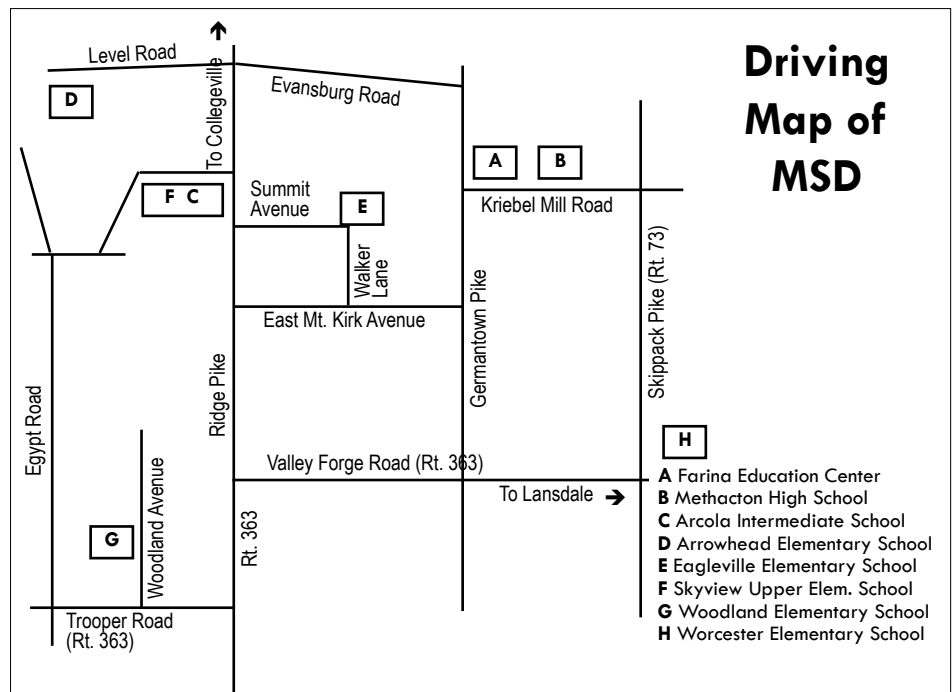 Driving
Map of
MSD
Level Road
To Collegeville
Evansburg Road
D
A
B
F C
Summit
Avenue
E
Kriebel Mill Road
Walker
Lane
East Mt. Kirk Avenue
Germantown Pike
Skippack Pike (Rt. 73)
Ridge Pike
Egypt Road
H
Valley Forge Road (Rt. 363)
To Lansdale
Woodland Avenue
G
Rt. 363
Trooper Road
(Rt. 363)
A Farina Education Center
B Methacton High School
C Arcola Intermediate School
D Arrowhead Elementary School
E Eagleville Elementary School
F Skyview Upper Elem. School
G Woodland Elementary School
H Worcester Elementary School